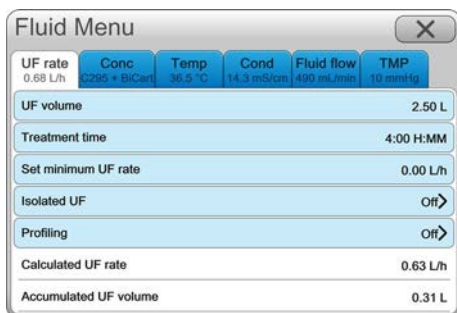 Fluid Menu
UF rate Conc Temp Cond Fluid flow TMP
0.68 L/h C295 + BiCart 36.5 °C 14.3 mS/cm 490 mL/min 10 mmHg
UF volume 2.50 L
Treatment time 4:00 H:MM
Set minimum UF rate 0.00 L/h
Isolated UF Off
Profiling Off
Calculated UF rate 0.63 L/h
Accumulated UF volume 0.31 L